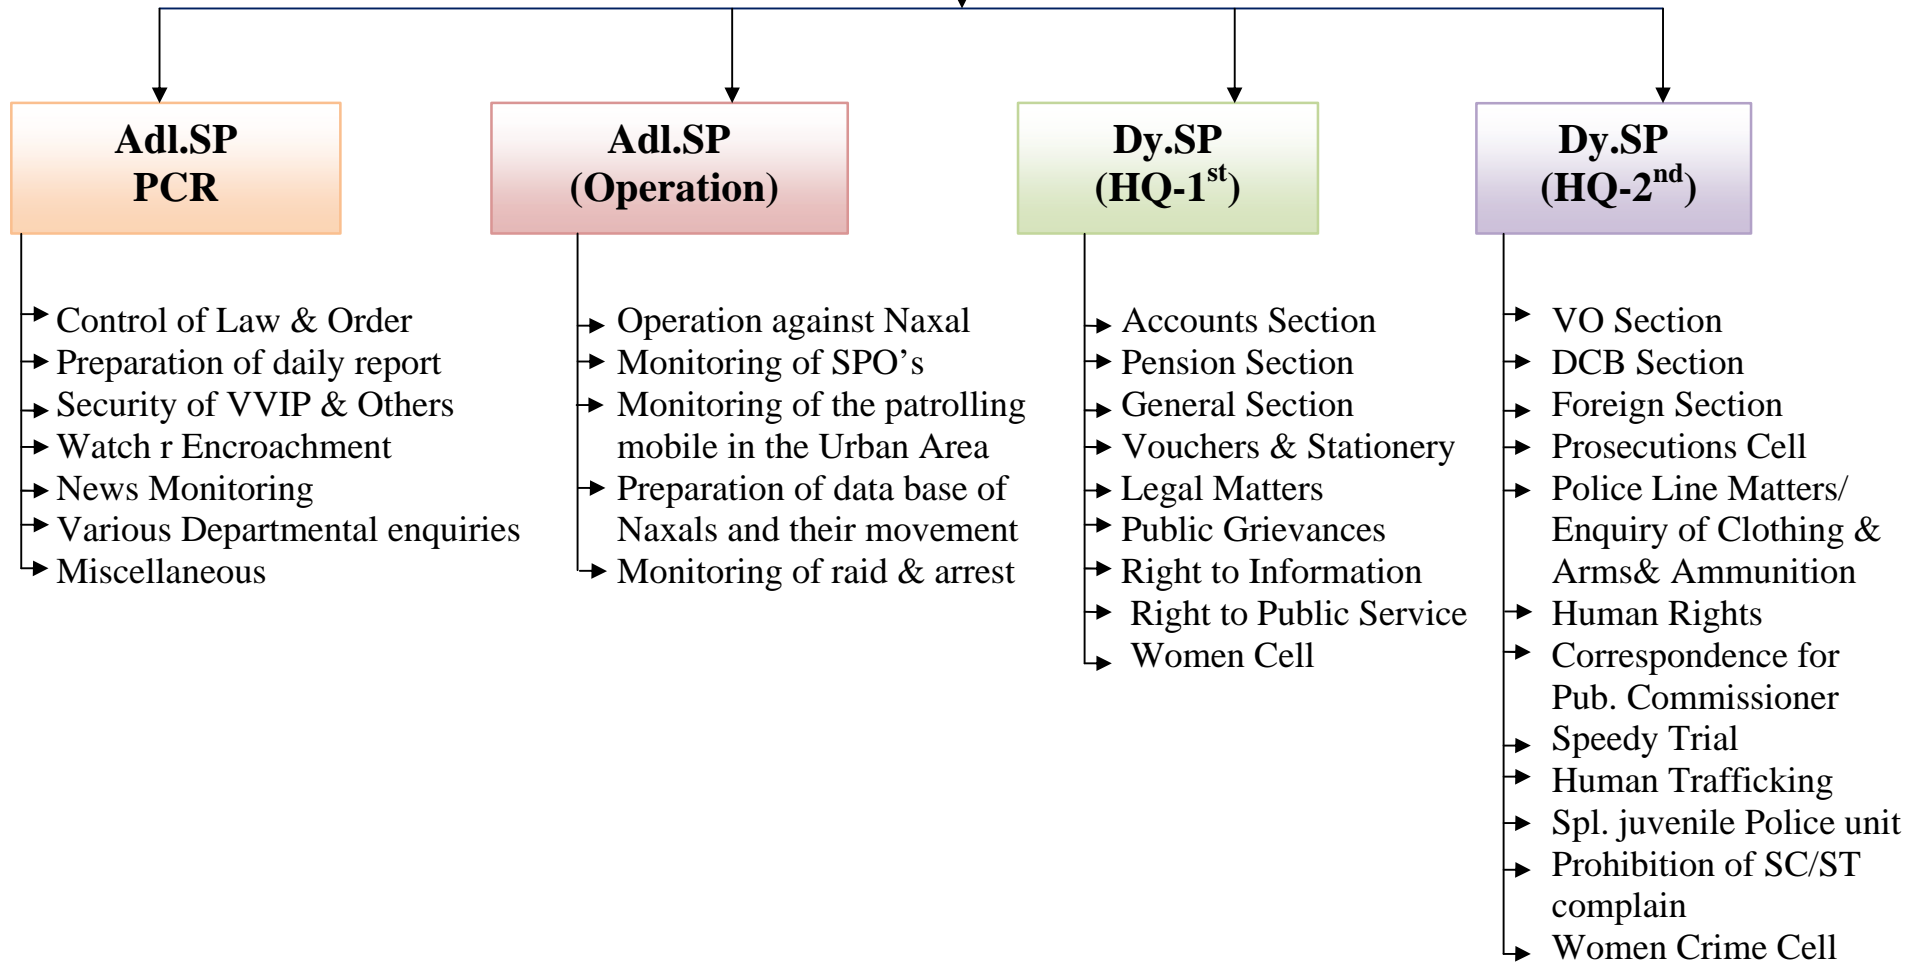 Adl.SP
PCR
Control of Law & Order
Preparation of daily report
Security of VVIP & Others
Watch r Encroachment
News Monitoring
Various Departmental enquiries
Miscellaneous
Adl.SP
(Operation)
Operation against Naxal
Monitoring of SPO’s
Monitoring of the patrolling
mobile in the Urban Area
Preparation of data base of
Naxals and their movement
Monitoring of raid & arrest
Dy.SP
(HQ-1st)
Accounts Section
Pension Section
General Section
Vouchers & Stationery
Legal Matters
Public Grievances
Right to Information
Right to Public Service
Women Cell
Dy.SP
(HQ-2nd)
VO Section
DCB Section
Foreign Section
Prosecutions Cell
Police Line Matters/
Enquiry of Clothing &
Arms& Ammunition
Human Rights
Correspondence for
Pub. Commissioner
Speedy Trial
Human Trafficking
Spl. juvenile Police unit
Prohibition of SC/ST
complain
Women Crime Cell